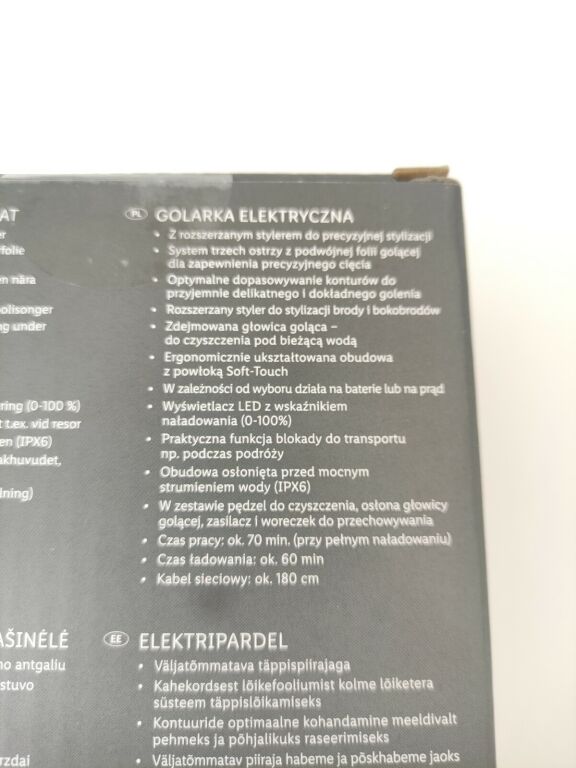 AT
er
folie
en nära
polisonger
ng under
ring (0-100 %)
t t.ex. vid resor
en (IPX6)
akhuvudet,
dning)
PL GOLARKA ELEKTRYCZNA
• Z rozszerzanym stylerem do precyzyjnej stylizacji
• System trzech ostrzy z podwójnej folii golącej
dla zapewnienia precyzyjnego cięcia
• Optymalne dopasowywanie konturów do
przyjemnie delikatnego i dokładnego golenia
• Rozszerzany styler do stylizacji brody i bokobrodów
• Zdejmowana głowica goląca –
do czyszczenia pod bieżącą wodą
• Ergonomicznie ukształtowana obudowa
z powłoką Soft-Touch
• W zależności od wyboru działa na baterie lub na prąd
• Wyświetlacz LED z wskaźnikiem
naładowania (0-100%)
• Praktyczna funkcja blokady do transportu
np. podczas podróży
• Obudowa osłonięta przed mocnym
strumieniem wody (IPX6)
• W zestawie pędzel do czyszczenia, osłona głowicy
golącej, zasilacz i woreczek do przechowywania
• Czas pracy: ok. 70 min. (przy pełnym naładowaniu)
• Czas ładowania: ok. 60 min
• Kabel sieciowy: ok. 180 cm
AŠINĖLĖ
no antgaliu
stuvo
rzdai
EE ELEKTRIPARDEL
• Väljatõmmatava täppispiirajaga
• Kahekordsest lõikefooliumist kolme lõiketera
süsteem täppislõikamiseks
• Kontuuride optimaalne kohandamine meeldivalt
pehmeks ja põhjalikuks raseerimiseks
• Väljatõmmatav piiraja habeme ja põskhabeme jaoks